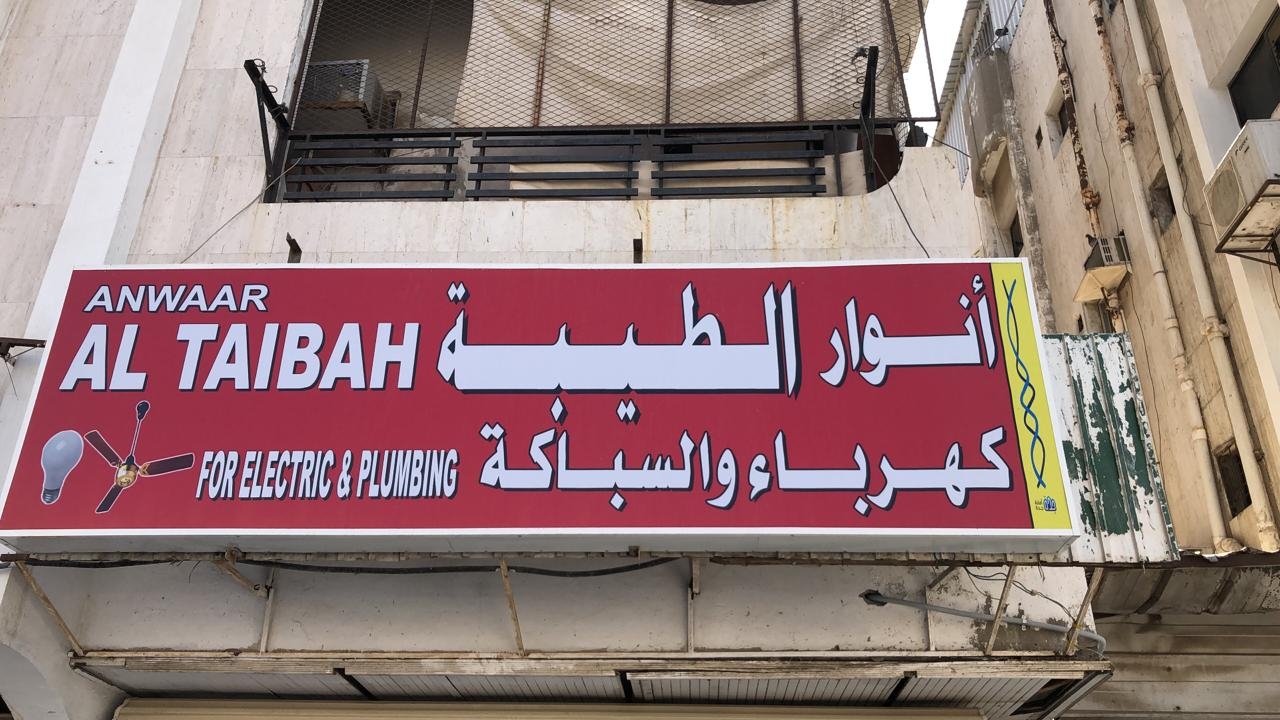 أنوار الطيبة
ANWAAR
AL TAIBAH
كهرباء والسباكة
FOR ELECTRIC & PLUMBING